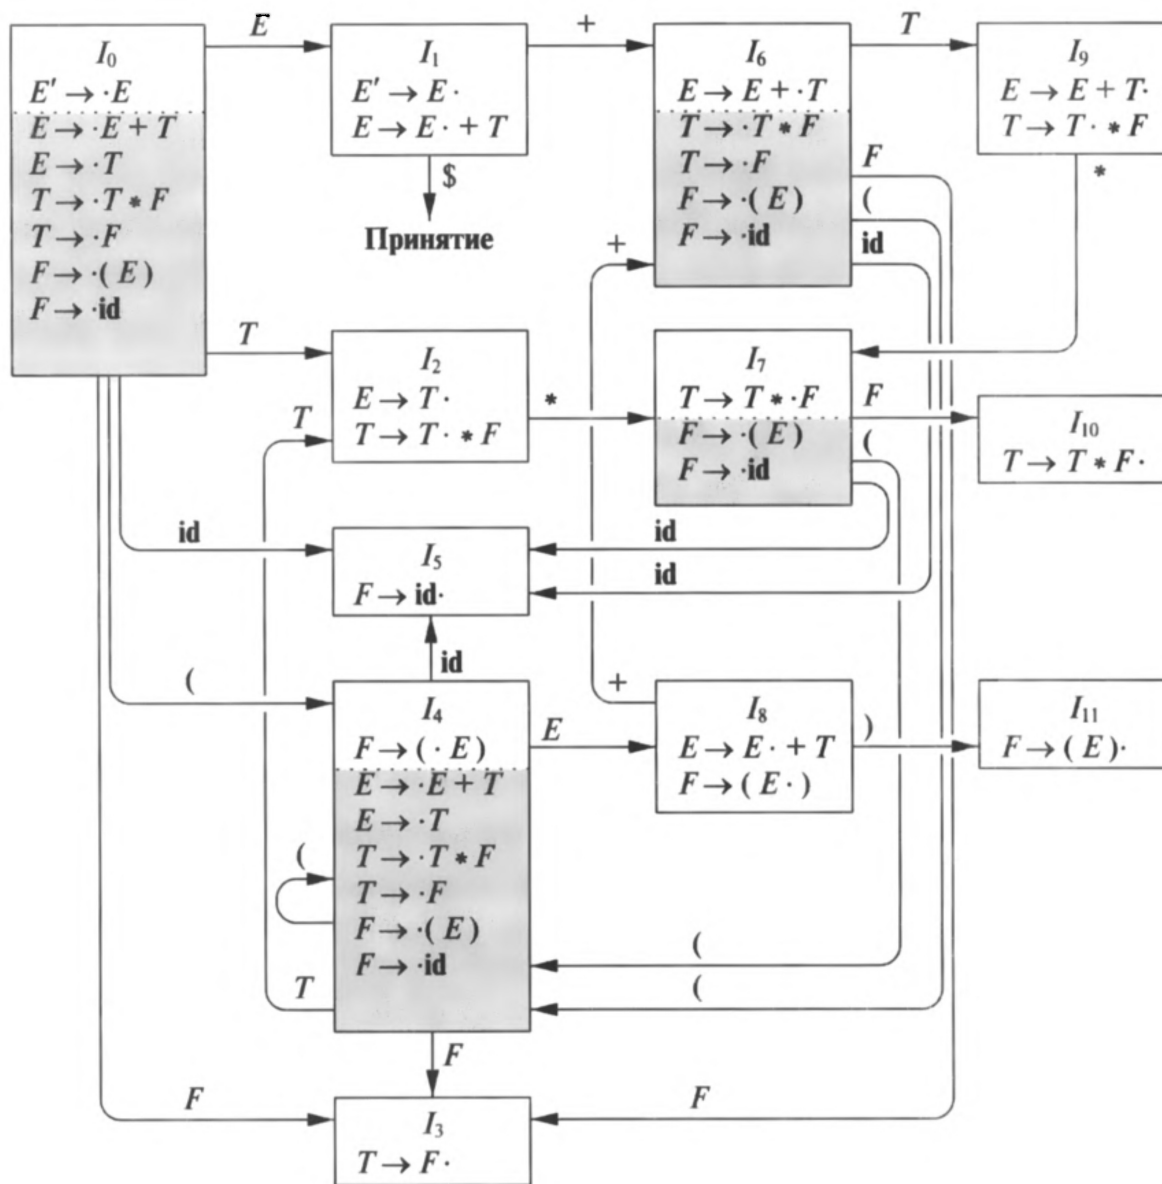 I₀
E′ → ·E
E → ·E + T
E → ·T
T → ·T * F
T → ·F
F → ·( E )
F → ·id
E
I₁
E′ → E·
E → E· + T
$
Принятие
+
I₆
E → E + ·T
T → ·T * F
T → ·F
F → ·( E )
F → ·id
T
I₉
E → E + T·
T → T· * F
*
F
(
id
+
T
I₂
E → T·
T → T· * F
T
*
I₇
T → T * ·F
F → ·( E )
F → ·id
F
(
I₁₀
T → T * F·
id
I₅
F → id·
id
id
id
(
I₄
F → ( · E )
E → ·E + T
E → ·T
T → ·T * F
T → ·F
F → ·( E )
F → ·id
(
T
E
+
I₈
E → E· + T
F → ( E· )
)
I₁₁
F → ( E )·
(
(
F
F
I₃
T → F·
F